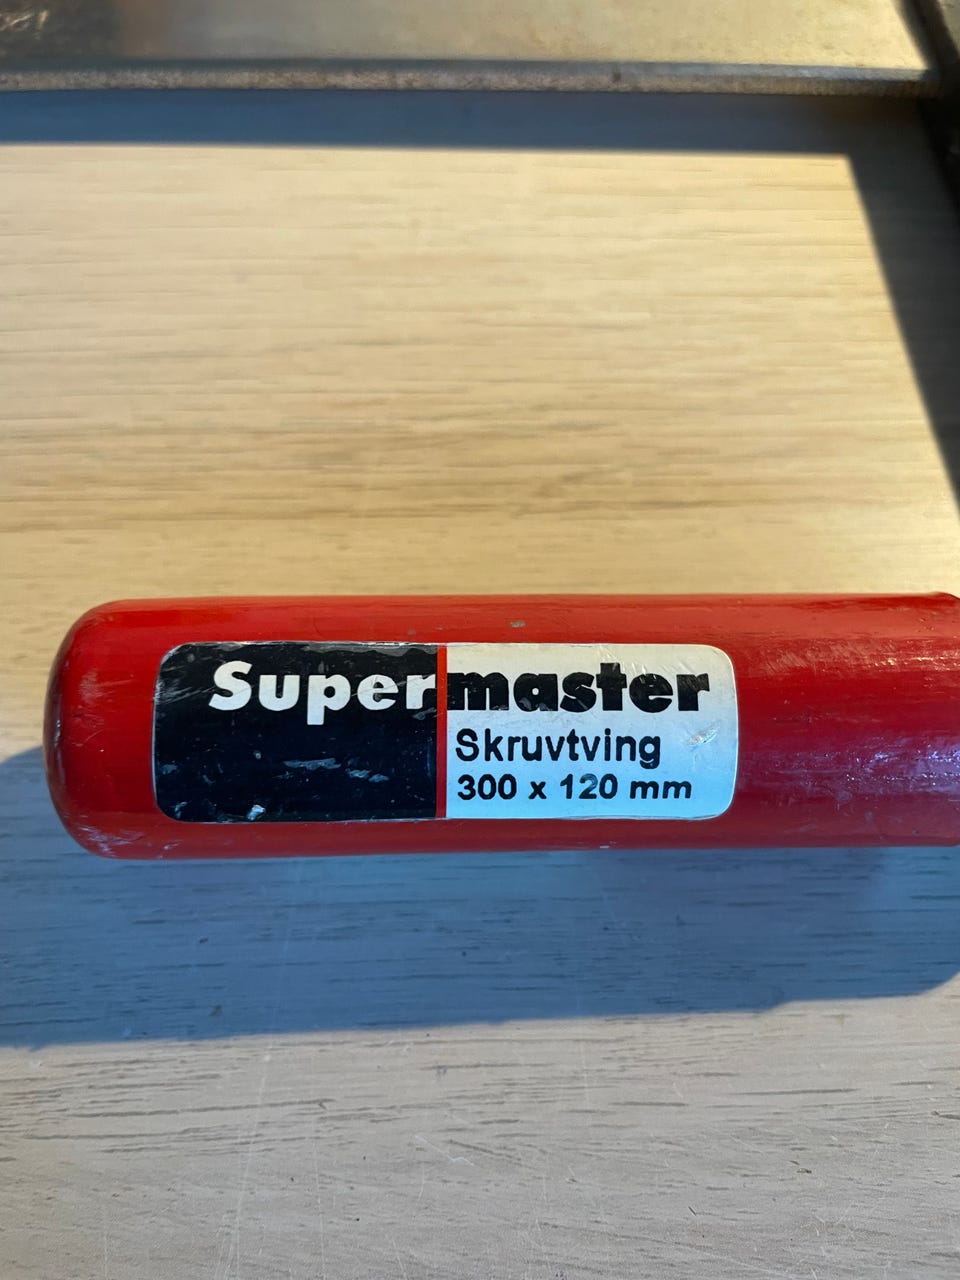 Supermaster
Skruvtving
300 x 120 mm